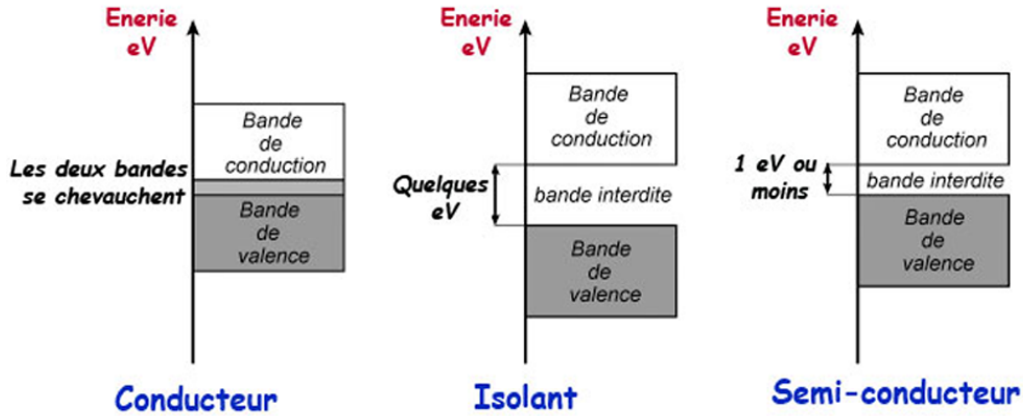 Enerie
eV
Bande
de
conduction
Les deux bandes
se chevauchent
Bande
de
valence
Conducteur
Enerie
eV
Bande
de
conduction
Quelques
eV
bande interdite
Bande
de
valence
Isolant
Enerie
eV
Bande
de
conduction
1 eV ou
moins
bande interdite
Bande
de
valence
Semi-conducteur